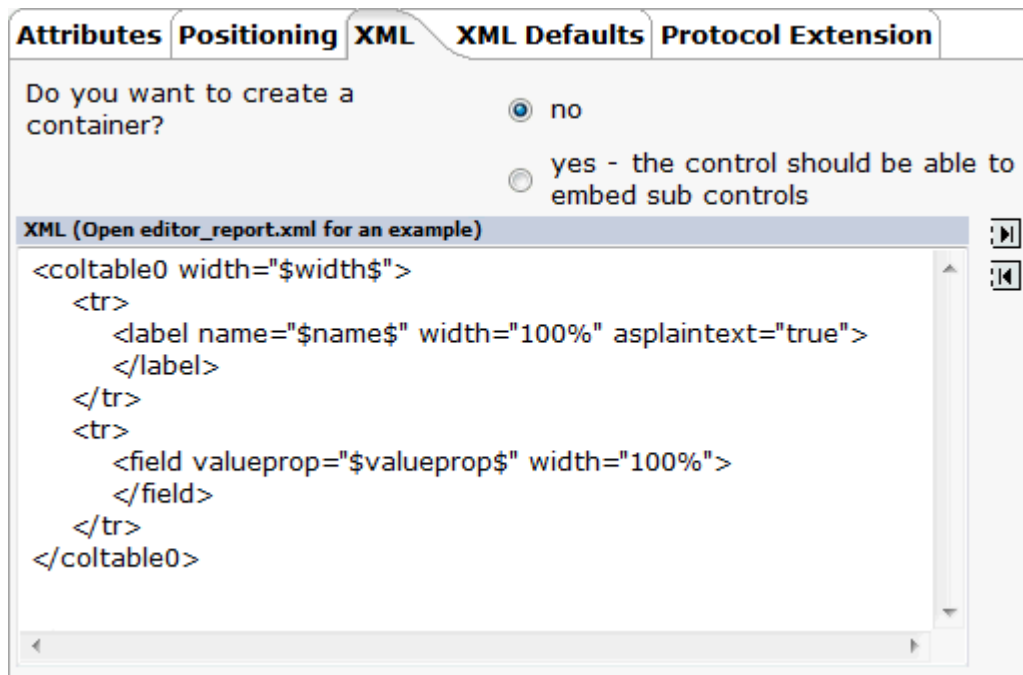 Attributes Positioning XML XML Defaults Protocol Extension
Do you want to create a
container?
no
yes - the control should be able to
embed sub controls
XML (Open editor_report.xml for an example)
<coltable0 width="$width$">
<tr>
<label name="$name$" width="100%" asplaintext="true">
</label>
</tr>
<tr>
<field valueprop="$valueprop$" width="100%">
</field>
</tr>
</coltable0>